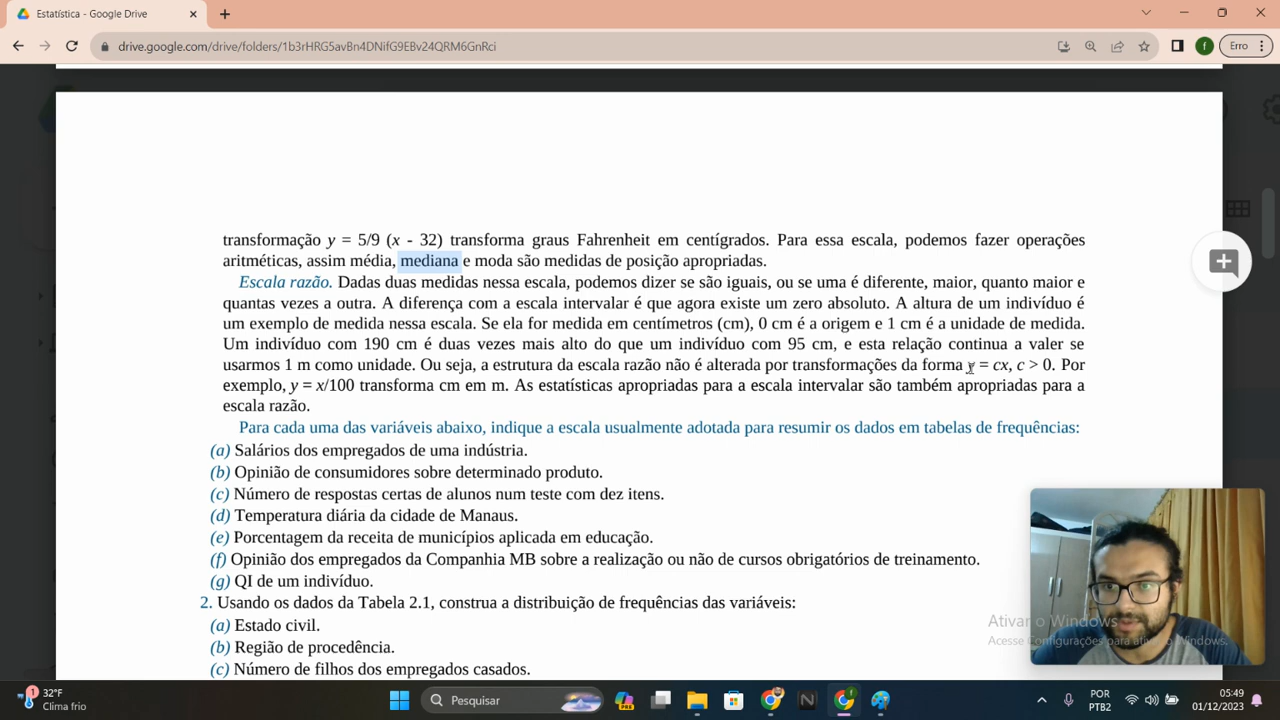 Estatística - Google Drive
drive.google.com/drive/folders/1b3rHRG5avBn4DNifG9EBv24QRM6GnRci
f
Erro
transformação y = 5/9 (x - 32) transforma graus Fahrenheit em centígrados. Para essa escala, podemos fazer operações
aritméticas, assim média, mediana e moda são medidas de posição apropriadas.
Escala razão. Dadas duas medidas nessa escala, podemos dizer se são iguais, ou se uma é diferente, maior, quanto maior e
quantas vezes a outra. A diferença com a escala intervalar é que agora existe um zero absoluto. A altura de um indivíduo é
um exemplo de medida nessa escala. Se ela for medida em centímetros (cm), 0 cm é a origem e 1 cm é a unidade de medida.
Um indivíduo com 190 cm é duas vezes mais alto do que um indivíduo com 95 cm, e esta relação continua a valer se
usarmos 1 m como unidade. Ou seja, a estrutura da escala razão não é alterada por transformações da forma y = cx, c > 0. Por
exemplo, y = x/100 transforma cm em m. As estatísticas apropriadas para a escala intervalar são também apropriadas para a
escala razão.
Para cada uma das variáveis abaixo, indique a escala usualmente adotada para resumir os dados em tabelas de frequências:
(a) Salários dos empregados de uma indústria.
(b) Opinião de consumidores sobre determinado produto.
(c) Número de respostas certas de alunos num teste com dez itens.
(d) Temperatura diária da cidade de Manaus.
(e) Porcentagem da receita de municípios aplicada em educação.
(f) Opinião dos empregados da Companhia MB sobre a realização ou não de cursos obrigatórios de treinamento.
(g) QI de um indivíduo.
2. Usando os dados da Tabela 2.1, construa a distribuição de frequências das variáveis:
(a) Estado civil.
(b) Região de procedência.
(c) Número de filhos dos empregados casados.
Ativar o Windows
Acesse Configurações para ativar o Windows.
1
32°F
Clima frio
Pesquisar
PRE
POR
PTB2
05:49
01/12/2023